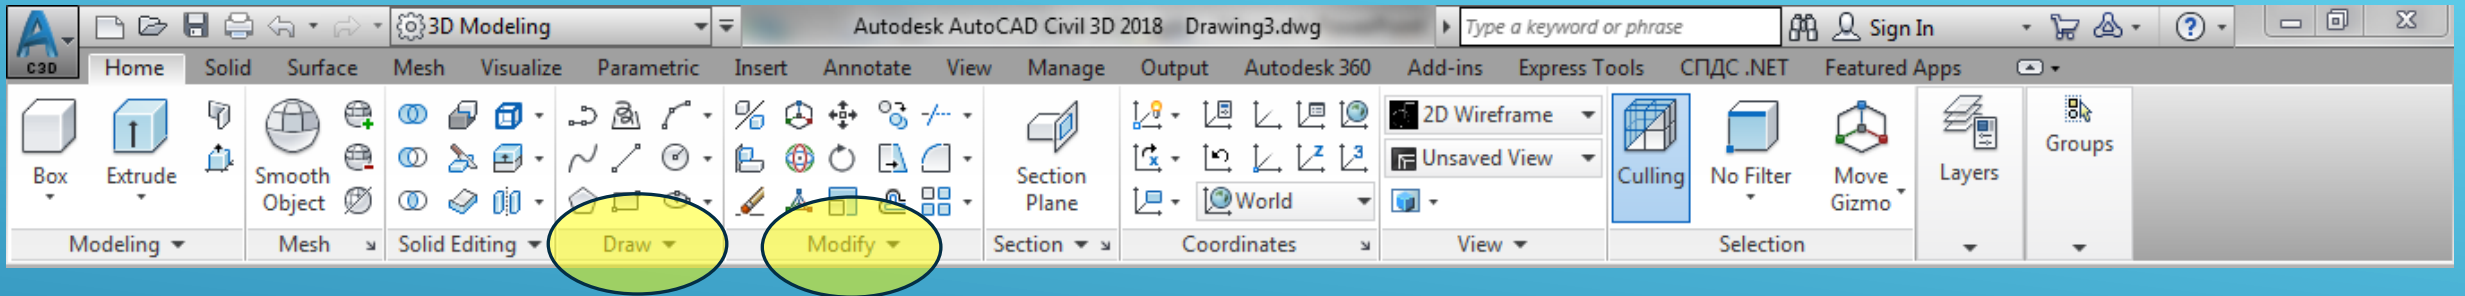 3D Modeling Autodesk AutoCAD Civil 3D 2018 Drawing3.dwg Type a keyword or phrase Sign In
C3D Home Solid Surface Mesh Visualize Parametric Insert Annotate View Manage Output Autodesk 360 Add-ins Express Tools СПДС .NET Featured Apps
2D Wireframe
Groups
Unsaved View
Box Extrude Smooth Object Section Plane Culling No Filter Move Gizmo Layers
World
Modeling Mesh Solid Editing Draw Modify Section Coordinates View Selection